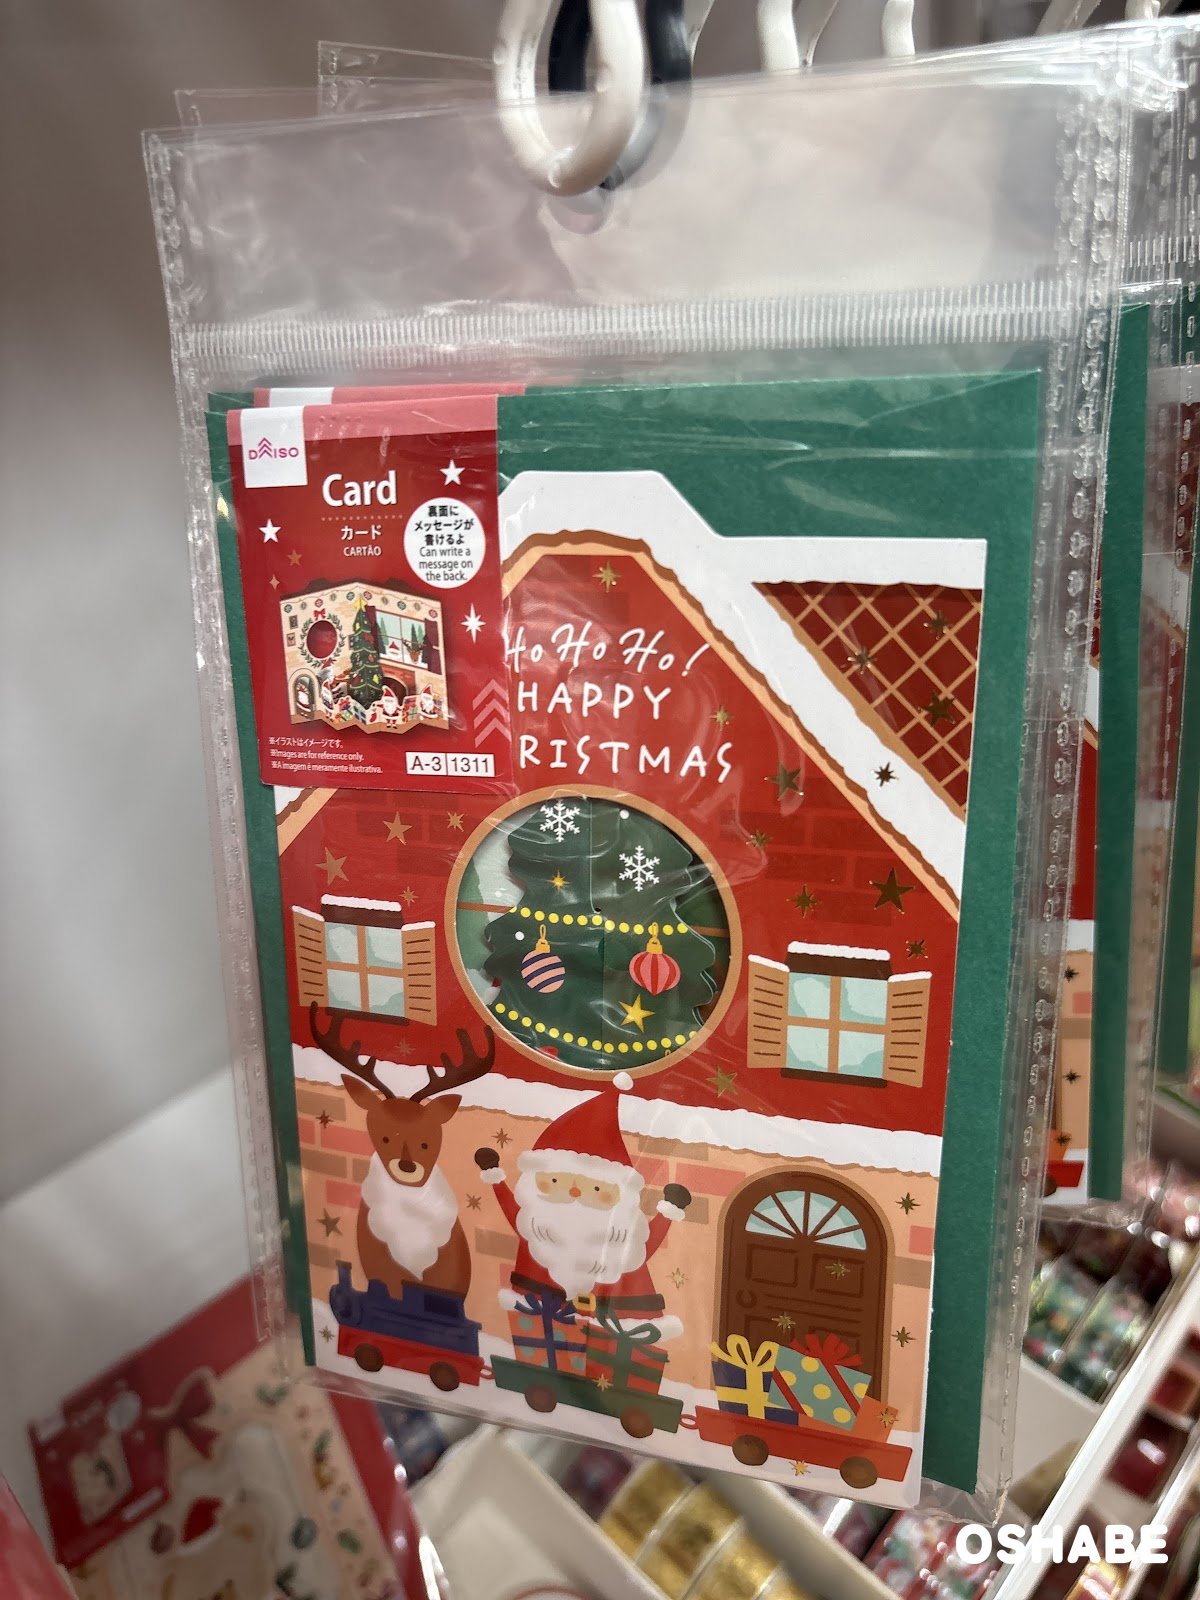 DAISO
Card
カード
CARTÃO
裏面に
メッセージが
書けるよ
Can write a
message on
the back.
※イラストはイメージです。
※Images are for reference only.
※A imagem é meramente ilustrativa.
A-3 1311
Ho Ho Ho!
HAPPY
RISTMAS
OSHABE